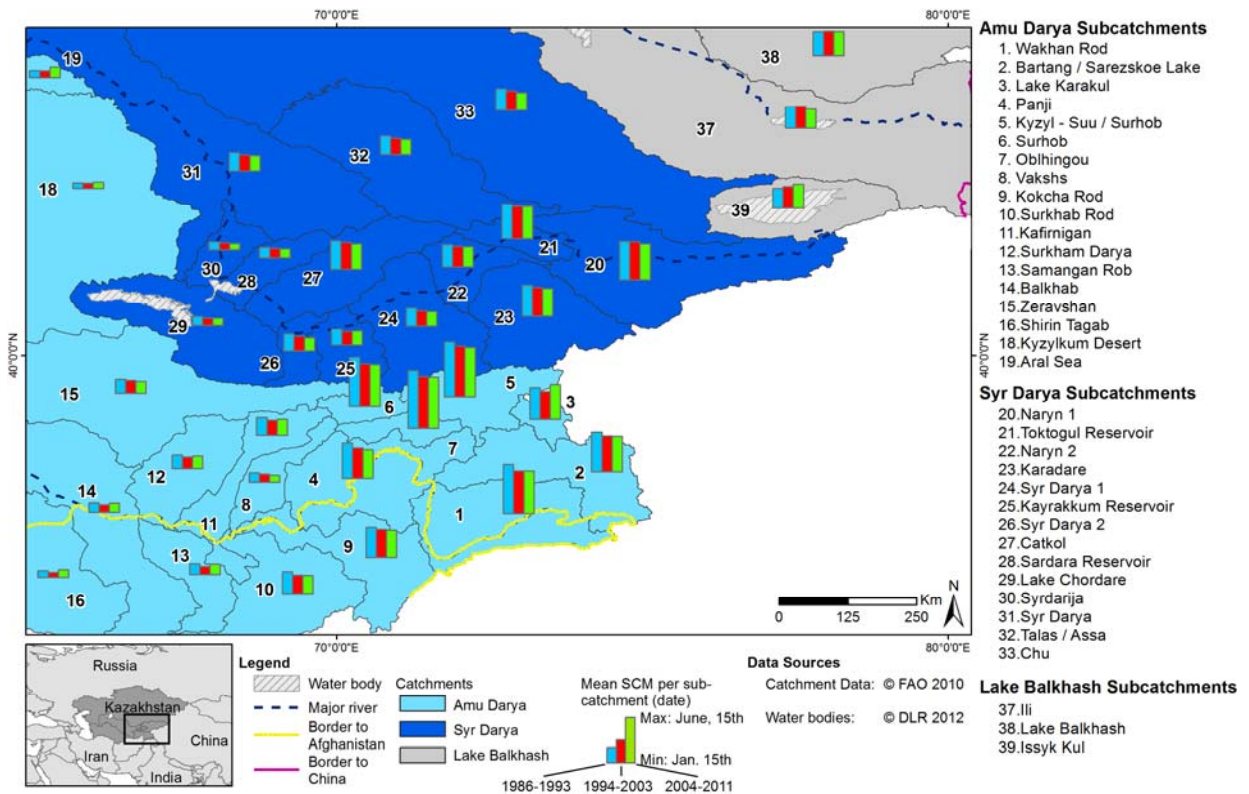 70°0'0"E
80°0'0"E
40°0'0"N
40°0'0"N
19
38
33
37
32
31
18
39
21
30
28
27
20
22
29
24
23
26
25
5
15
6
3
7
12
4
2
8
14
11
1
13
9
10
16
N
Km
0 125 250
70°0'0"E
80°0'0"E
Amu Darya Subcatchments
1. Wakhan Rod
2. Bartang / Sarezskoe Lake
3. Lake Karakul
4. Panji
5. Kyzyl - Suu / Surhob
6. Surhob
7. Oblhingou
8. Vakshs
9. Kokcha Rod
10.Surkhab Rod
11.Kafirnigan
12.Surkham Darya
13.Samangan Rob
14.Balkhab
15.Zeravshan
16.Shirin Tagab
18.Kyzylkum Desert
19.Aral Sea
Syr Darya Subcatchments
20.Naryn 1
21.Toktogul Reservoir
22.Naryn 2
23.Karadare
24.Syr Darya 1
25.Kayrakkum Reservoir
26.Syr Darya 2
27.Catkol
28.Sardara Reservoir
29.Lake Chordare
30.Syrdarija
31.Syr Darya
32.Talas / Assa
33.Chu
Lake Balkhash Subcatchments
37.Ili
38.Lake Balkhash
39.Issyk Kul
Russia
Kazakhstan
China
Iran
India
Legend
Water body
Major river
Border to
Afghanistan
Border to
China
Catchments
Amu Darya
Syr Darya
Lake Balkhash
Mean SCM per sub-
catchment (date)
Max: June, 15th
Min: Jan. 15th
1986-1993 1994-2003 2004-2011
Data Sources
Catchment Data: © FAO 2010
Water bodies: © DLR 2012